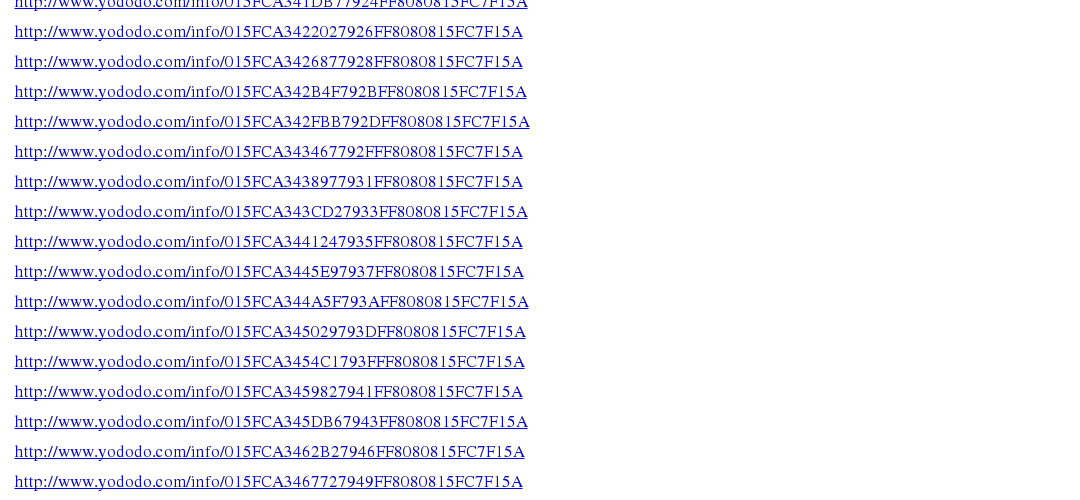 http://www.yododo.com/info/015FCA341DB77924FF8080815FC7F15A
http://www.yododo.com/info/015FCA3422027926FF8080815FC7F15A
http://www.yododo.com/info/015FCA3426877928FF8080815FC7F15A
http://www.yododo.com/info/015FCA342B4F792BFF8080815FC7F15A
http://www.yododo.com/info/015FCA342FBB792DFF8080815FC7F15A
http://www.yododo.com/info/015FCA343467792FFF8080815FC7F15A
http://www.yododo.com/info/015FCA3438977931FF8080815FC7F15A
http://www.yododo.com/info/015FCA343CD27933FF8080815FC7F15A
http://www.yododo.com/info/015FCA3441247935FF8080815FC7F15A
http://www.yododo.com/info/015FCA3445E97937FF8080815FC7F15A
http://www.yododo.com/info/015FCA344A5F793AFF8080815FC7F15A
http://www.yododo.com/info/015FCA345029793DFF8080815FC7F15A
http://www.yododo.com/info/015FCA3454C1793FFF8080815FC7F15A
http://www.yododo.com/info/015FCA3459827941FF8080815FC7F15A
http://www.yododo.com/info/015FCA345DB67943FF8080815FC7F15A
http://www.yododo.com/info/015FCA3462B27946FF8080815FC7F15A
http://www.yododo.com/info/015FCA3467727949FF8080815FC7F15A